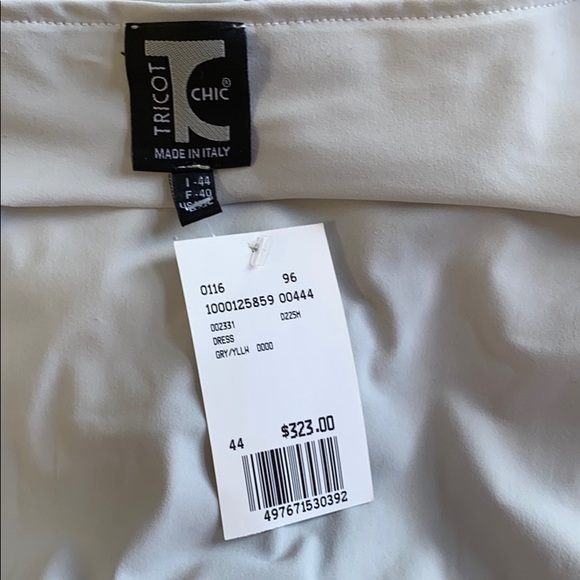 TRICOT
CHIC®
MADE IN ITALY
I -44
F -40
0116 96
1000125859 00444
002331 D225M
DRESS
GRY/YLLW 0000
44 $323.00
497671530392